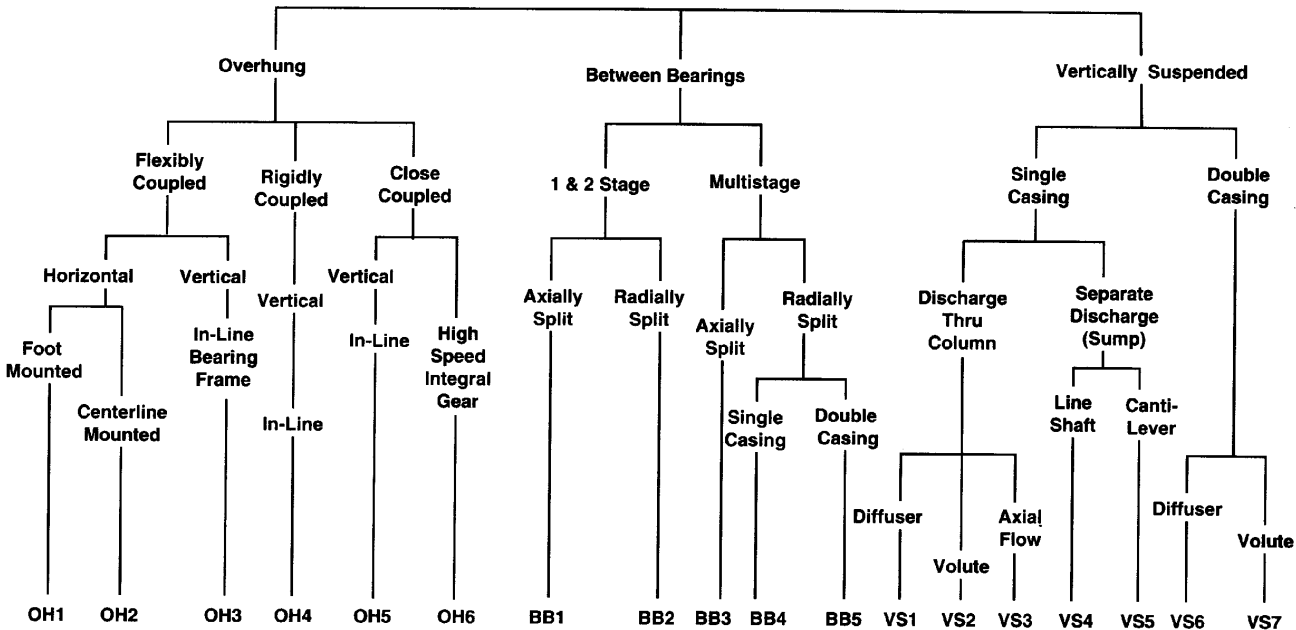 Overhung
Between Bearings
Vertically Suspended
Flexibly
Coupled
Rigidly
Coupled
Close
Coupled
1 & 2 Stage
Multistage
Single
Casing
Double
Casing
Horizontal
Vertical
Vertical
Vertical
Axially
Split
Radially
Split
Axially
Split
Radially
Split
Discharge
Thru
Column
Separate
Discharge
(Sump)
Foot
Mounted
Centerline
Mounted
In-Line
Bearing
Frame
In-Line
In-Line
High
Speed
Integral
Gear
Single
Casing
Double
Casing
Line
Shaft
Canti-
Lever
Diffuser
Volute
Axial
Flow
Diffuser
Volute
OH1 OH2 OH3 OH4 OH5 OH6 BB1 BB2 BB3 BB4 BB5 VS1 VS2 VS3 VS4 VS5 VS6 VS7